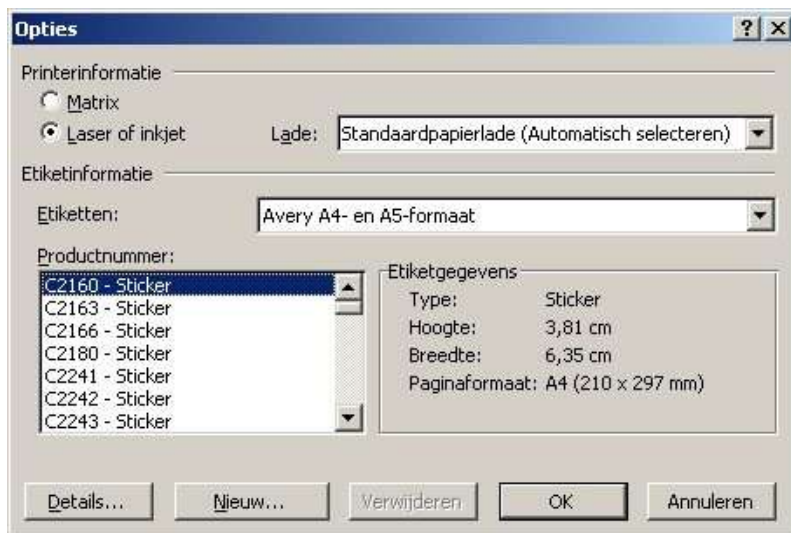 Opties
Printerinformatie
Matrix
Laser of inkjet
Lade:
Standaardpapierlade (Automatisch selecteren)
Etiketinformatie
Etiketten:
Avery A4- en A5-formaat
Productnummer:
C2160 - Sticker
C2163 - Sticker
C2166 - Sticker
C2180 - Sticker
C2241 - Sticker
C2242 - Sticker
C2243 - Sticker
Etiketgegevens
Type: Sticker
Hoogte: 3,81 cm
Breedte: 6,35 cm
Paginaformaat: A4 (210 x 297 mm)
Details...
Nieuw...
Verwijderen
OK
Annuleren